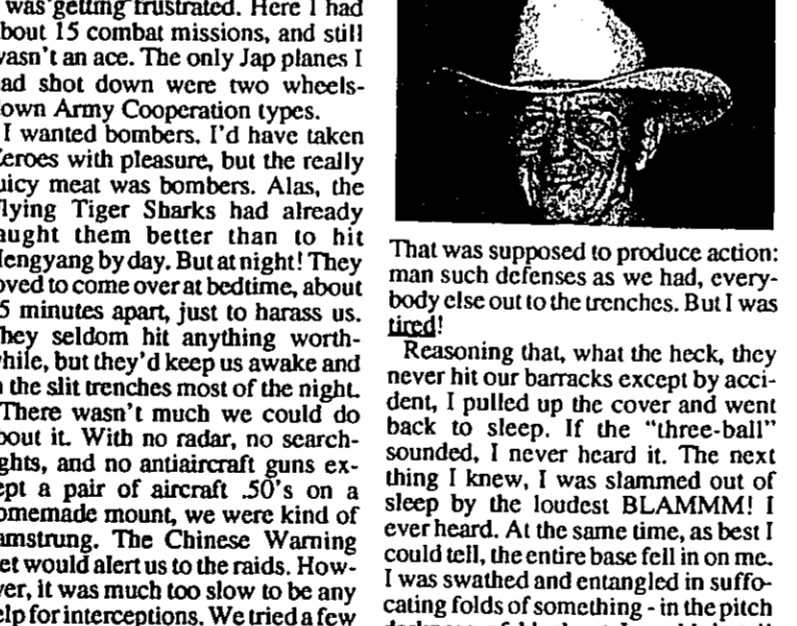 was getting frustrated. Here I had
bout 15 combat missions, and still
wasn't an ace. The only Jap planes I
ad shot down were two wheels-
own Army Cooperation types.
I wanted bombers. I'd have taken
eroes with pleasure, but the really
uicy meat was bombers. Alas, the
lying Tiger Sharks had already
aught them better than to hit
Hengyang by day. But at night! They
oved to come over at bedtime, about
5 minutes apart, just to harass us.
They seldom hit anything worth-
while, but they'd keep us awake and
the slit trenches most of the night.
There wasn't much we could do
bout it. With no radar, no search-
ghts, and no antiaircraft guns ex-
ept a pair of aircraft .50's on a
omemade mount, we were kind of
amstrung. The Chinese Warning
et would alert us to the raids. How-
ver, it was much too slow to be any
elp for interceptions. We tried a few
That was supposed to produce action:
man such defenses as we had, every-
body else out to the trenches. But I was
tired!
Reasoning that, what the heck, they
never hit our barracks except by acci-
dent, I pulled up the cover and went
back to sleep. If the "three-ball"
sounded, I never heard it. The next
thing I knew, I was slammed out of
sleep by the loudest BLAMMM! I
ever heard. At the same time, as best I
could tell, the entire base fell in on me.
I was swathed and entangled in suffo-
cating folds of something - in the pitch